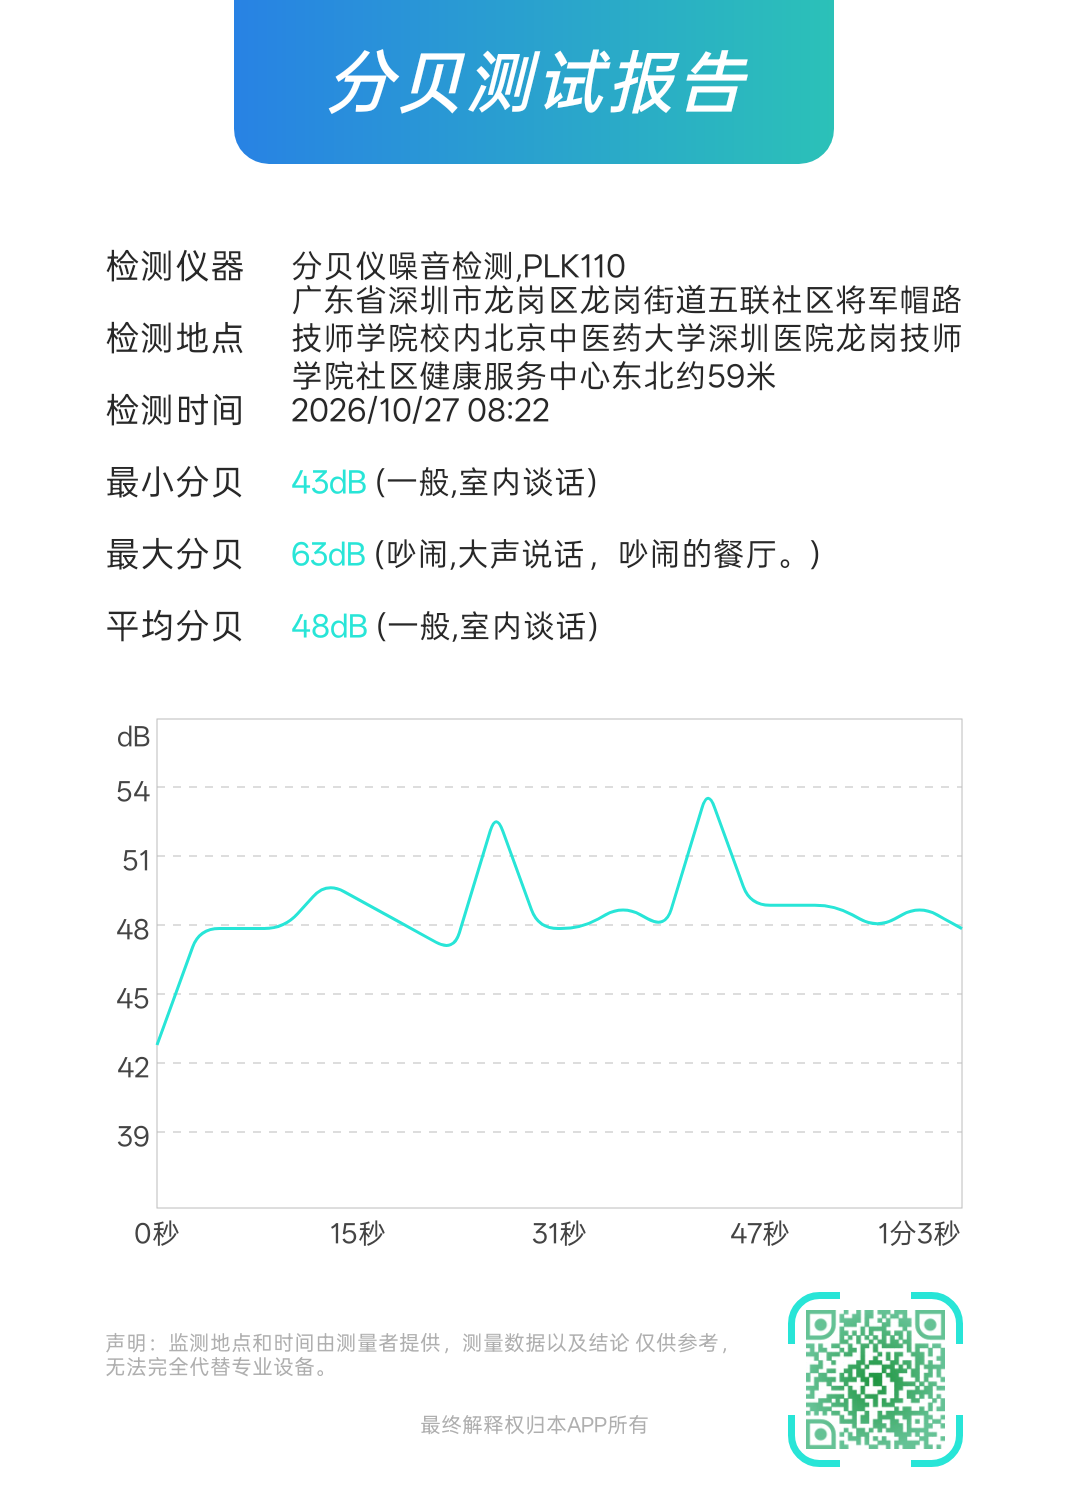 分贝测试报告
检测仪器 分贝仪噪音检测,PLK110
检测地点 广东省深圳市龙岗区龙岗街道五联社区将军帽路
技师学院校内北京中医药大学深圳医院龙岗技师
学院社区健康服务中心东北约59米
检测时间 2026/10/27 08:22
最小分贝 43dB (一般,室内谈话)
最大分贝 63dB (吵闹,大声说话，吵闹的餐厅。)
平均分贝 48dB (一般,室内谈话)
dB
54
51
48
45
42
39
0秒 15秒 31秒 47秒 1分3秒
声明：监测地点和时间由测量者提供，测量数据以及结论 仅供参考，
无法完全代替专业设备。
最终解释权归本APP所有